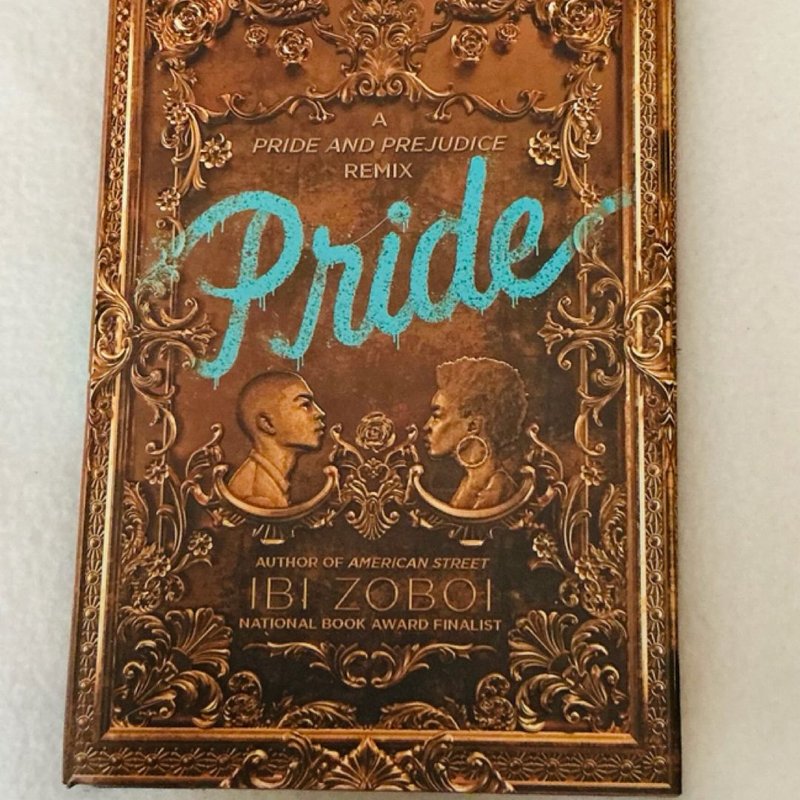 A
PRIDE AND PREJUDICE
REMIX
Pride
AUTHOR OF AMERICAN STREET
IBI ZOBOI
NATIONAL BOOK AWARD FINALIST